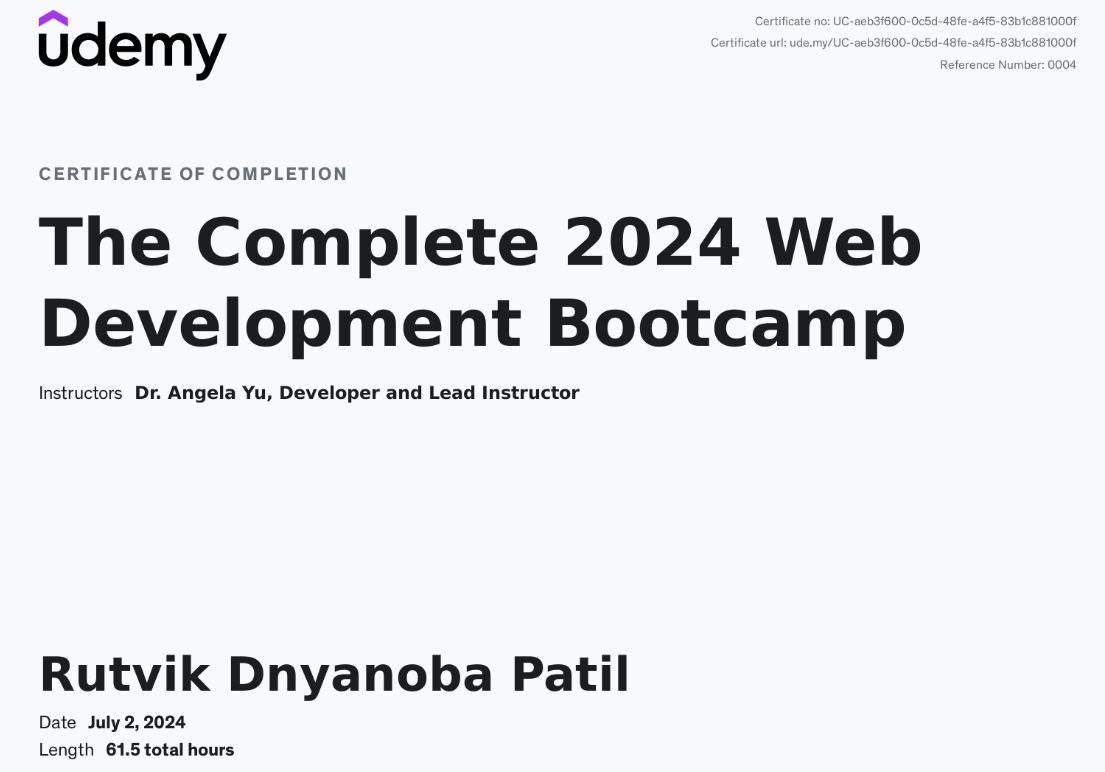 udemy
Certificate no: UC-aeb3f600-0c5d-48fe-a4f5-83b1c881000f
Certificate url: ude.my/UC-aeb3f600-0c5d-48fe-a4f5-83b1c881000f
Reference Number: 0004
CERTIFICATE OF COMPLETION
The Complete 2024 Web
Development Bootcamp
Instructors Dr. Angela Yu, Developer and Lead Instructor
Rutvik Dnyanoba Patil
Date July 2, 2024
Length 61.5 total hours